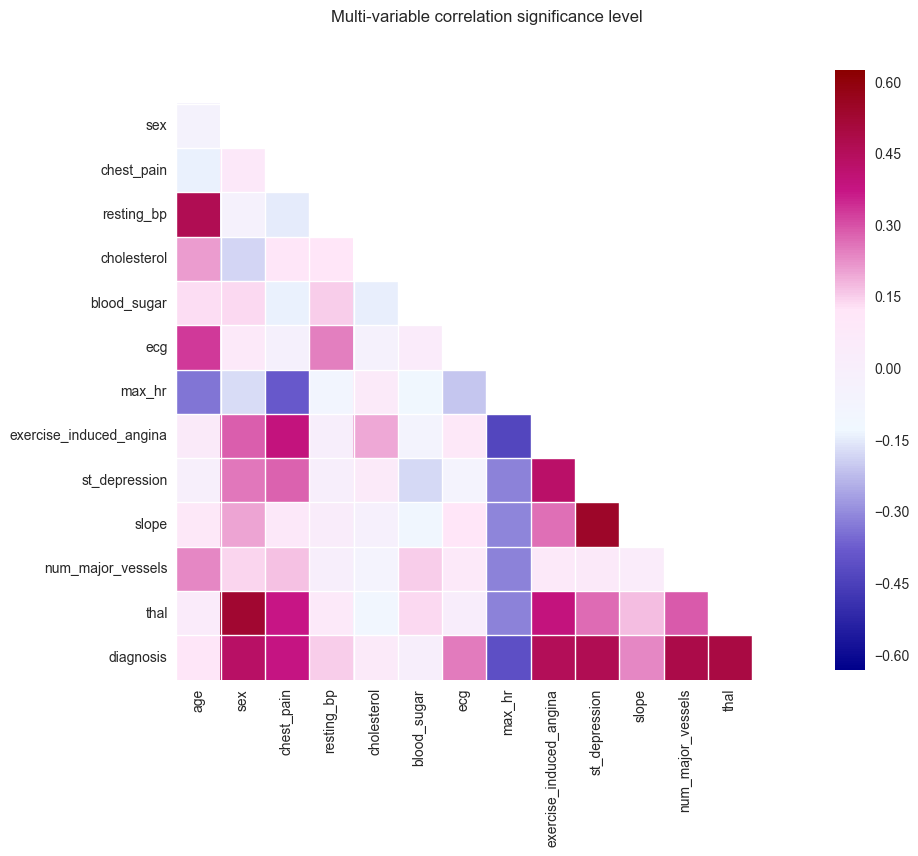 Multi-variable correlation significance level
sex
chest_pain
resting_bp
cholesterol
blood_sugar
ecg
max_hr
exercise_induced_angina
st_depression
slope
num_major_vessels
thal
diagnosis
age
sex
chest_pain
resting_bp
cholesterol
blood_sugar
ecg
max_hr
exercise_induced_angina
st_depression
slope
num_major_vessels
thal
0.60
0.45
0.30
0.15
0.00
−0.15
−0.30
−0.45
−0.60